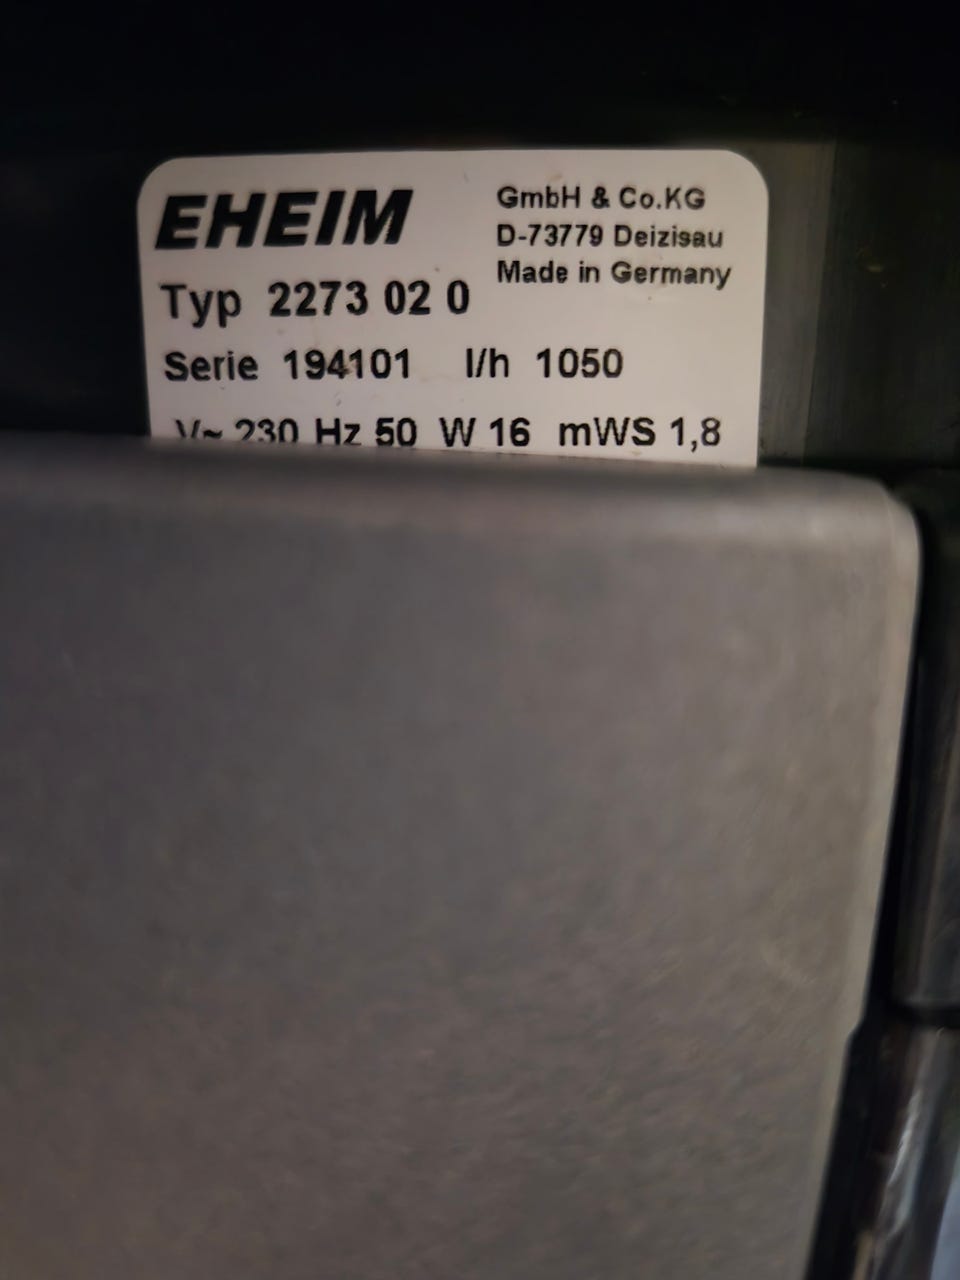 EHEIM
GmbH & Co.KG
D-73779 Deizisau
Made in Germany
Typ 2273 02 0
Serie 194101 l/h 1050
V~ 230 Hz 50 W 16 mWS 1,8